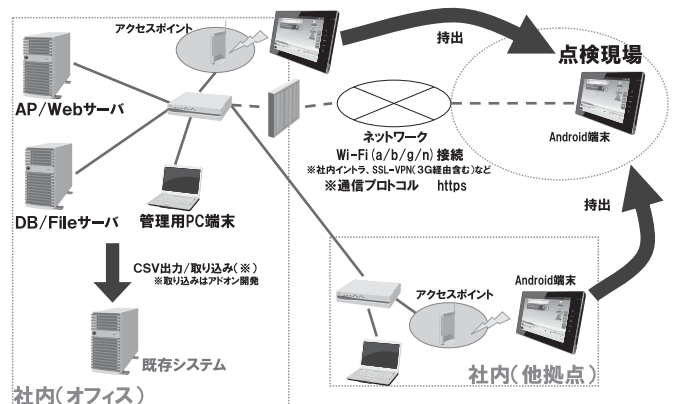 アクセスポイント
持出
点検現場
AP/Webサーバ
Android端末
ネットワーク
Wi-Fi(a/b/g/n)接続
※社内イントラ、SSL-VPN(3G経由含む)など
※通信プロトコル https
DB/Fileサーバ
管理用PC端末
持出
CSV出力/取り込み(※)
※取り込みはアドオン開発
Android端末
アクセスポイント
既存システム
社内(他拠点)
社内(オフィス)